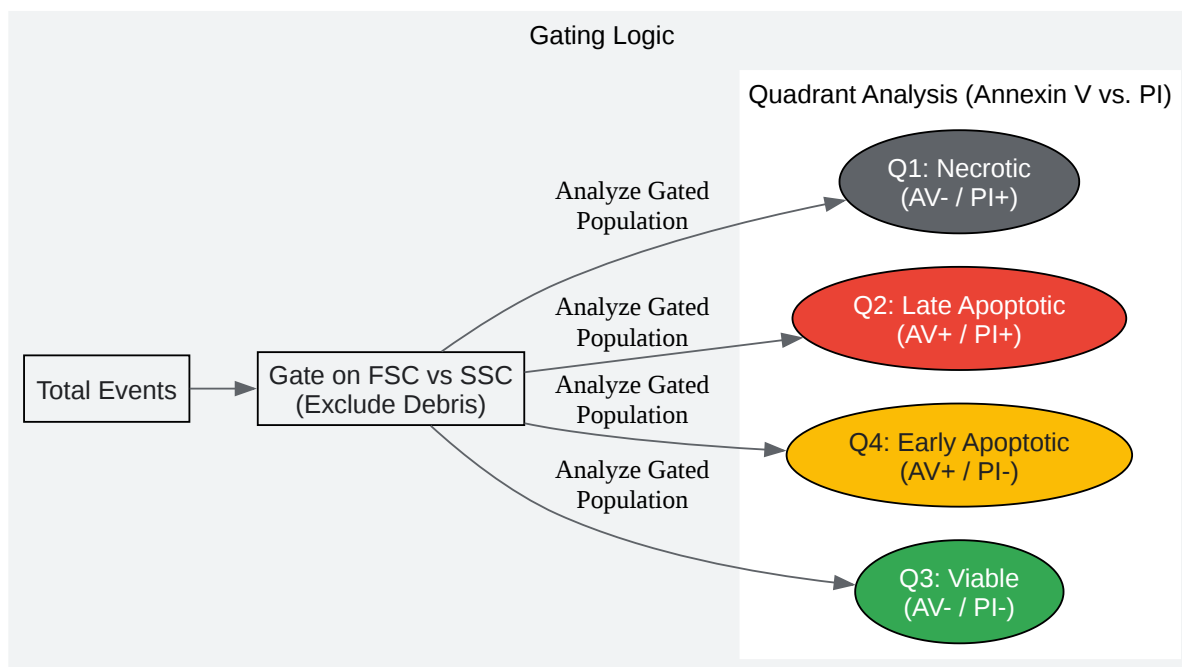 Gating Logic
Quadrant Analysis (Annexin V vs. PI)
Total Events
Gate on FSC vs SSC
(Exclude Debris)
Analyze Gated
Population
Analyze Gated
Population
Analyze Gated
Population
Analyze Gated
Population
Q1: Necrotic
(AV- / PI+)
Q2: Late Apoptotic
(AV+ / PI+)
Q4: Early Apoptotic
(AV+ / PI-)
Q3: Viable
(AV- / PI-)